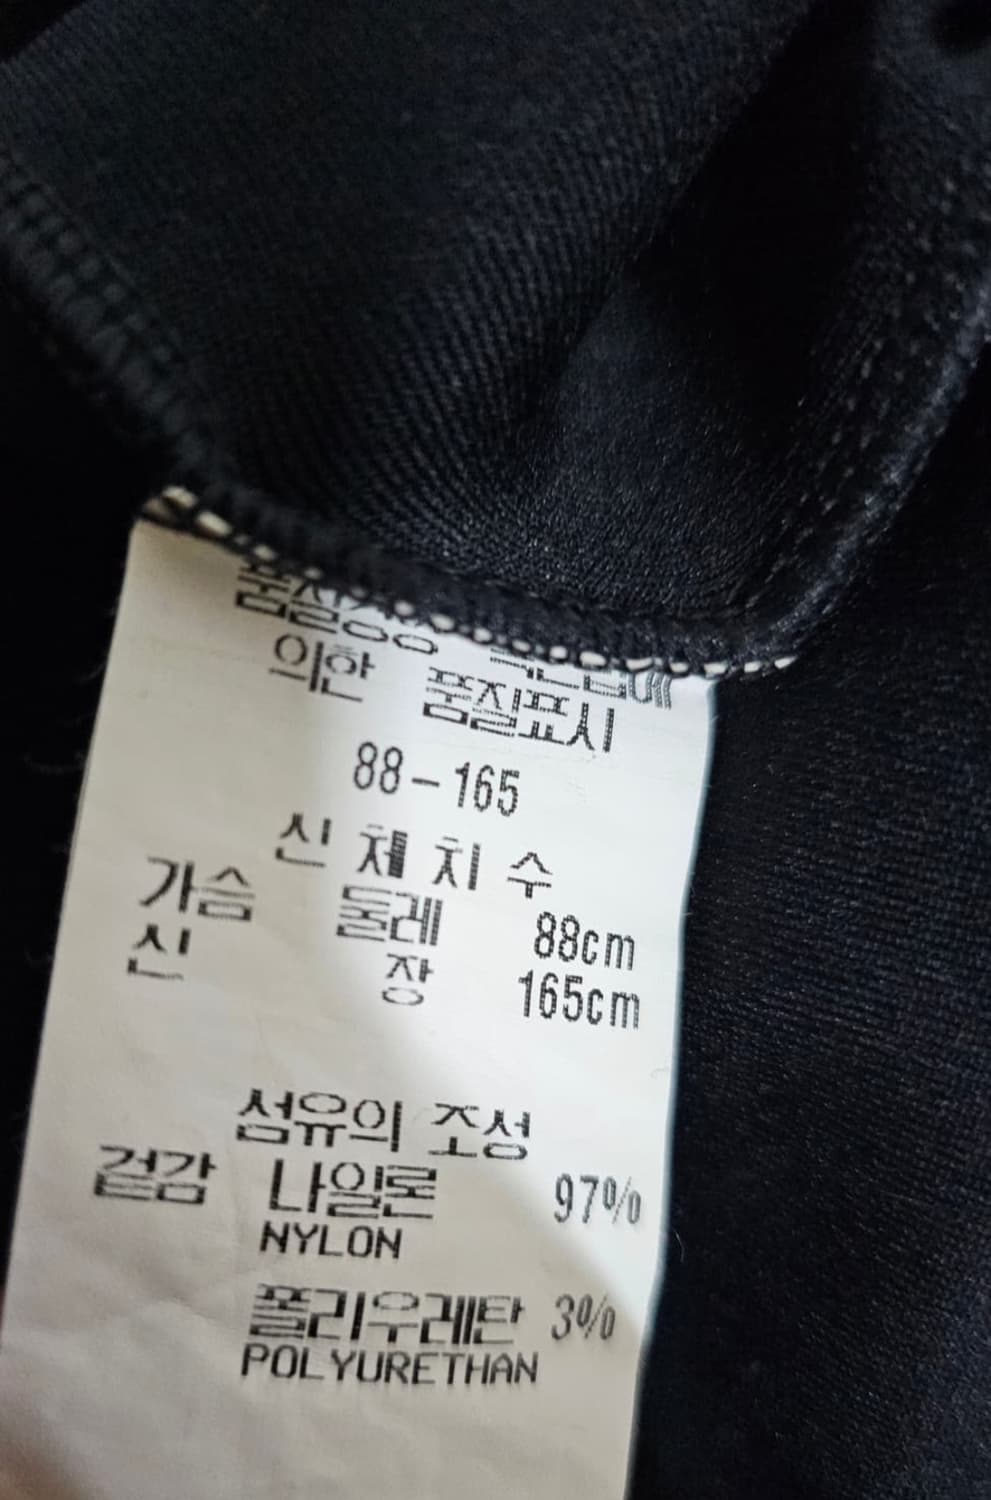 의한 품질표시
88-165
신체치수
가슴 둘레 88cm
신 장 165cm
섬유의 조성
겉감 나일론 97%
NYLON
폴리우레탄 3%
POLYURETHAN